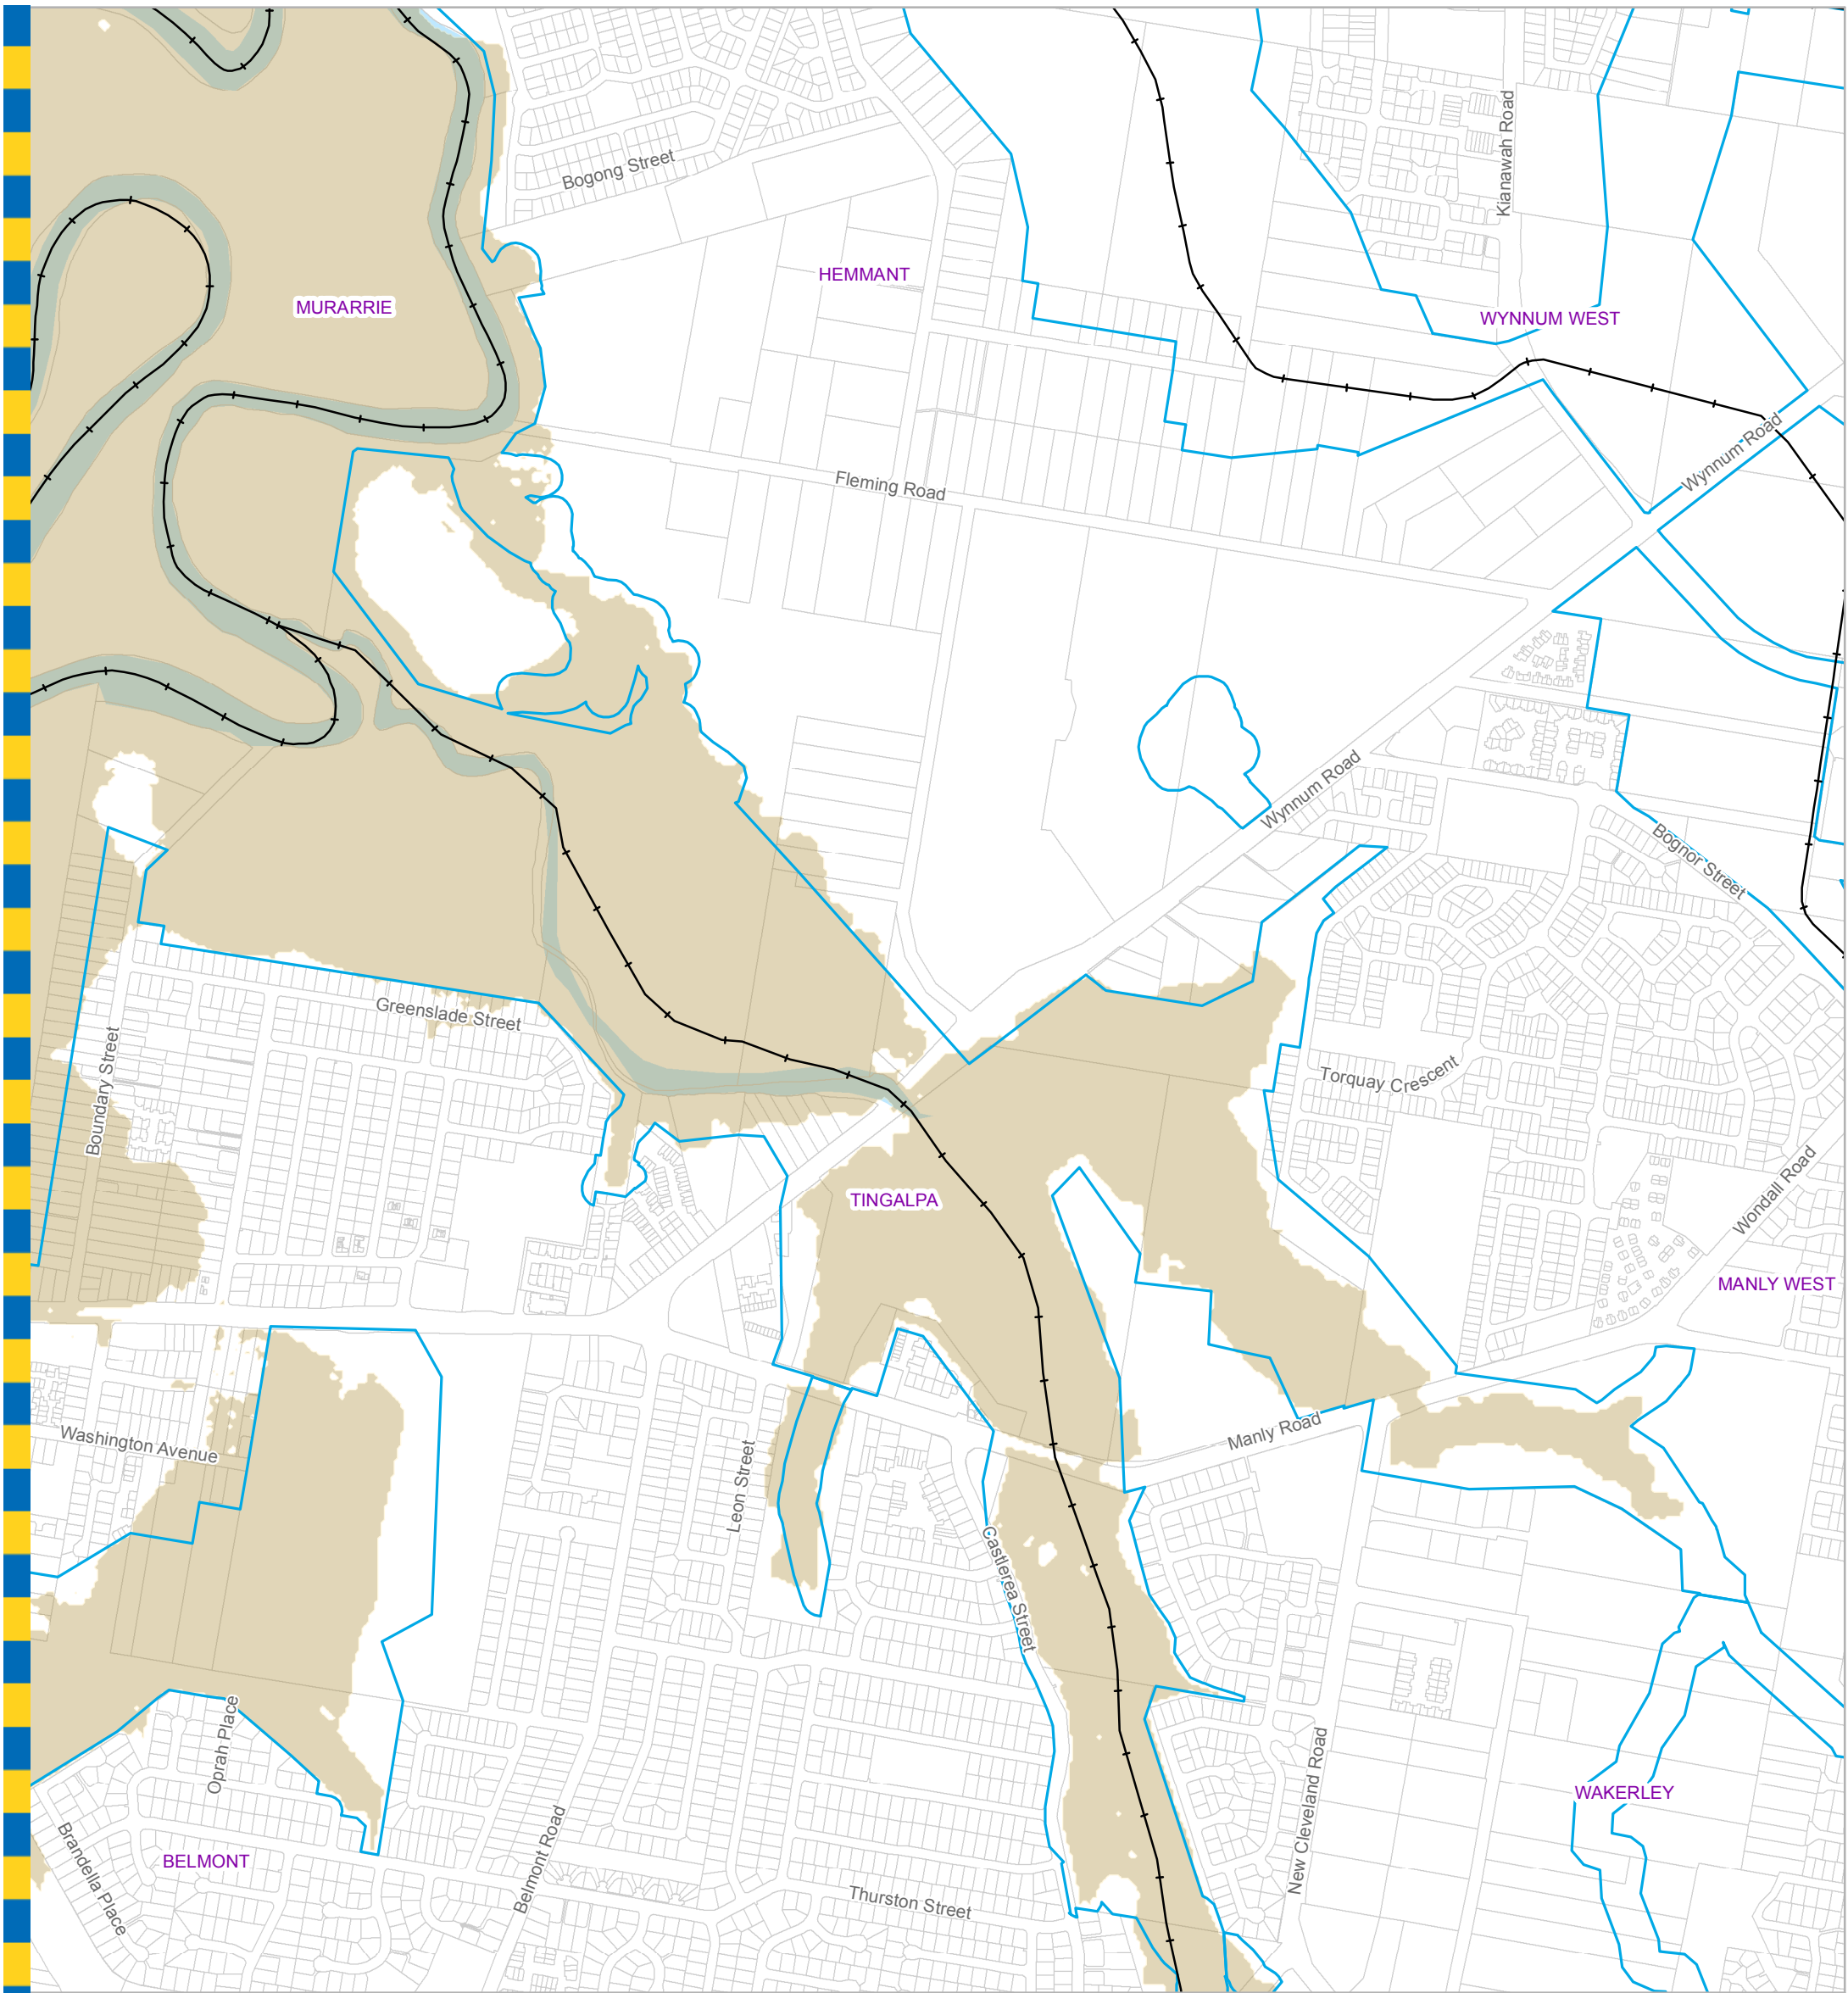 Kianawah Road
Bogong Street
HEMMANT
MURARRIE
WYNNUM WEST
Wynnum Road
Fleming Road
Wynnum Road
Bognor Street
Greenslade Street
Boundary Street
Torquay Crescent
Wondall Road
TINGALPA
MANLY WEST
Washington Avenue
Manly Road
Leon Street
Castlerea Street
Oprah Place
New Cleveland Road
WAKERLEY
Brandella Place
BELMONT
Belmont Road
Thurston Street